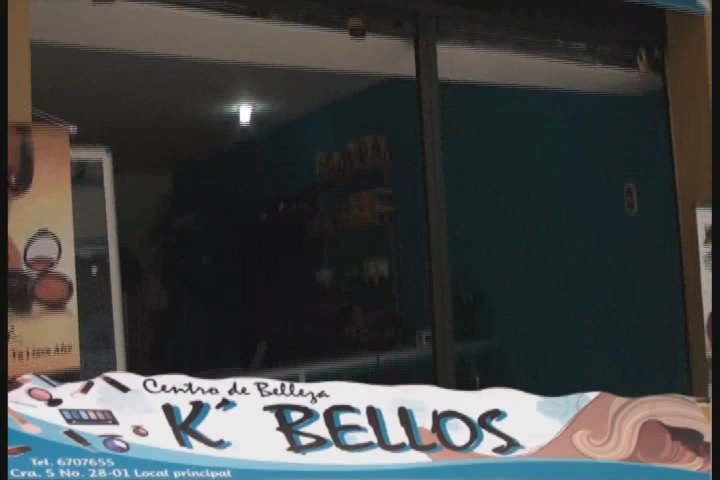 Centro de Belleza
K' BELLOS
Tel. 6707655
Cra. 5 No. 28-01 Local principal